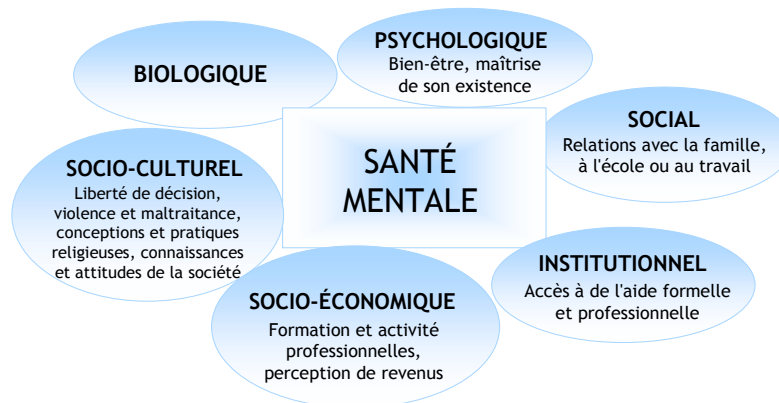 PSYCHOLOGIQUE
Bien-être, maîtrise
de son existence
BIOLOGIQUE
SOCIAL
Relations avec la famille,
à l'école ou au travail
SANTÉ
MENTALE
SOCIO-CULTUREL
Liberté de décision,
violence et maltraitance,
conceptions et pratiques
religieuses, connaissances
et attitudes de la société
INSTITUTIONNEL
Accès à de l'aide formelle
et professionnelle
SOCIO-ÉCONOMIQUE
Formation et activité
professionnelles,
perception de revenus